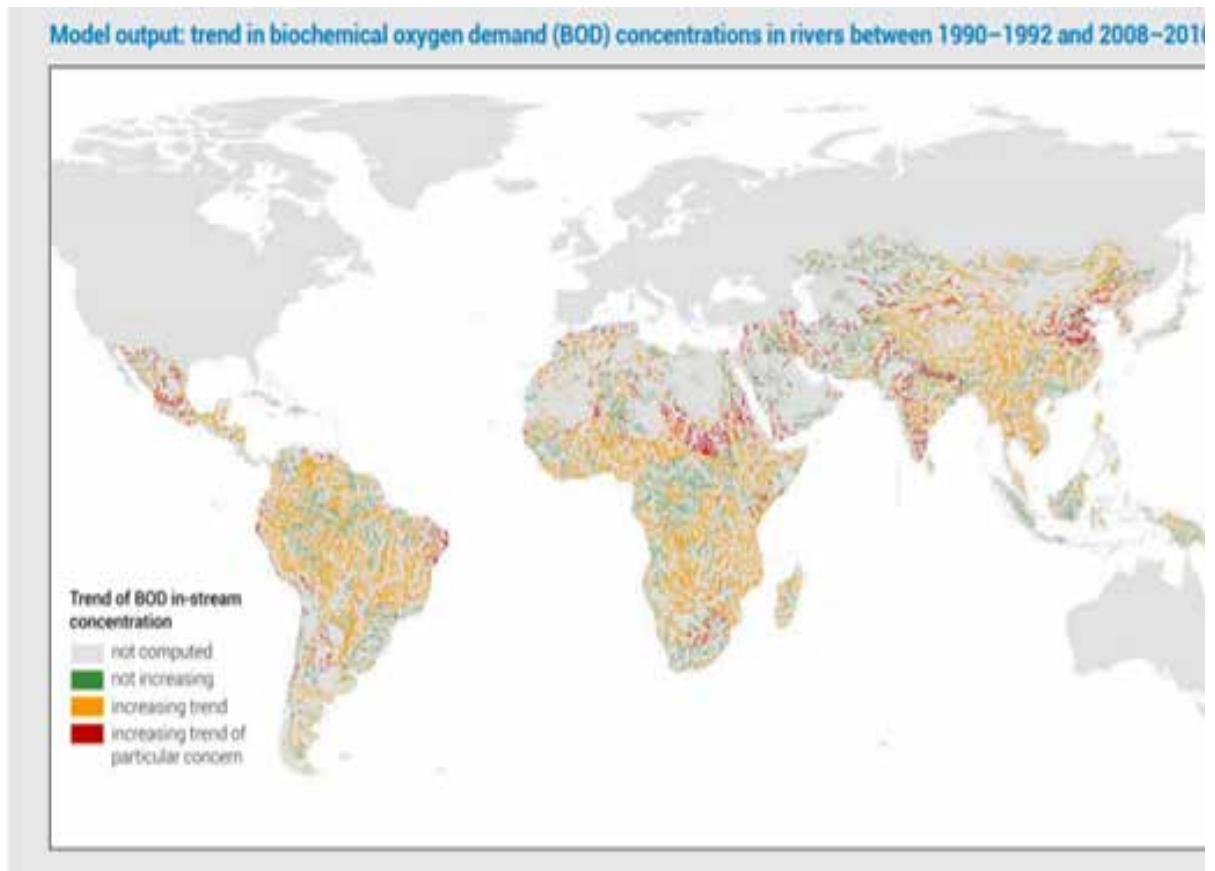 Model output: trend in biochemical oxygen demand (BOD) concentrations in rivers between 1990–1992 and 2008–2010
Trend of BOD in-stream
concentration
not computed
not increasing
increasing trend
increasing trend of
particular concern